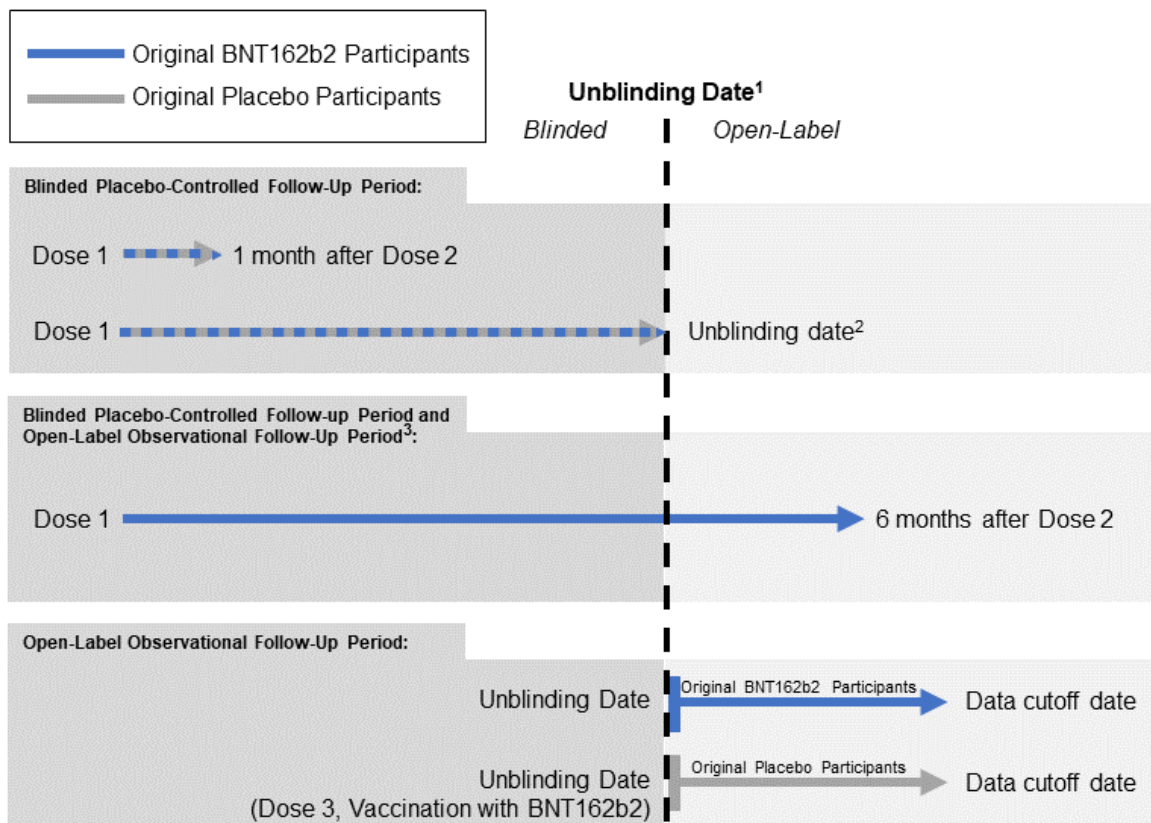 Original BNT162b2 Participants
Original Placebo Participants
Unblinding Date¹
Blinded
Open-Label
Blinded Placebo-Controlled Follow-Up Period:
Dose 1
1 month after Dose 2
Dose 1
Unblinding date²
Blinded Placebo-Controlled Follow-up Period and
Open-Label Observational Follow-Up Period³:
Dose 1
6 months after Dose 2
Open-Label Observational Follow-Up Period:
Unblinding Date
Original BNT162b2 Participants
Data cutoff date
Unblinding Date
(Dose 3, Vaccination with BNT162b2)
Original Placebo Participants
Data cutoff date